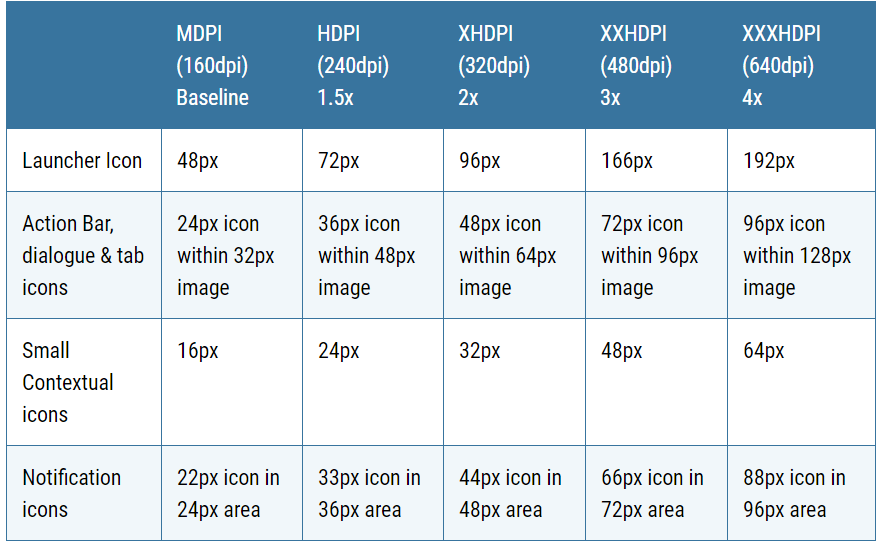 MDPI (160dpi) Baseline
HDPI (240dpi) 1.5x
XHDPI (320dpi) 2x
XXHDPI (480dpi) 3x
XXXHDPI (640dpi) 4x
Launcher Icon
48px
72px
96px
166px
192px
Action Bar, dialogue & tab icons
24px icon within 32px image
36px icon within 48px image
48px icon within 64px image
72px icon within 96px image
96px icon within 128px image
Small Contextual icons
16px
24px
32px
48px
64px
Notification icons
22px icon in 24px area
33px icon in 36px area
44px icon in 48px area
66px icon in 72px area
88px icon in 96px area